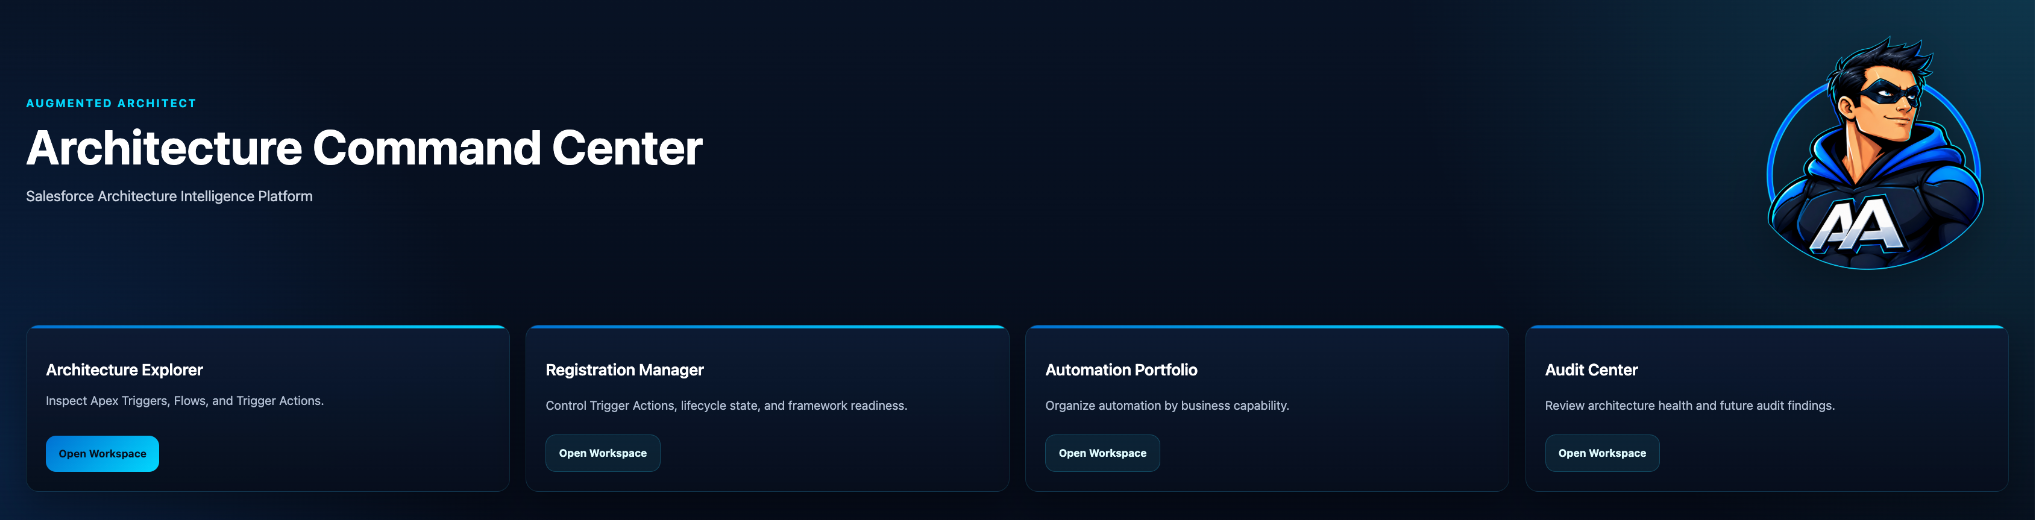 AUGMENTED ARCHITECT
Architecture Command Center
Salesforce Architecture Intelligence Platform
AA
Architecture Explorer
Inspect Apex Triggers, Flows, and Trigger Actions.
Open Workspace
Registration Manager
Control Trigger Actions, lifecycle state, and framework readiness.
Open Workspace
Automation Portfolio
Organize automation by business capability.
Open Workspace
Audit Center
Review architecture health and future audit findings.
Open Workspace